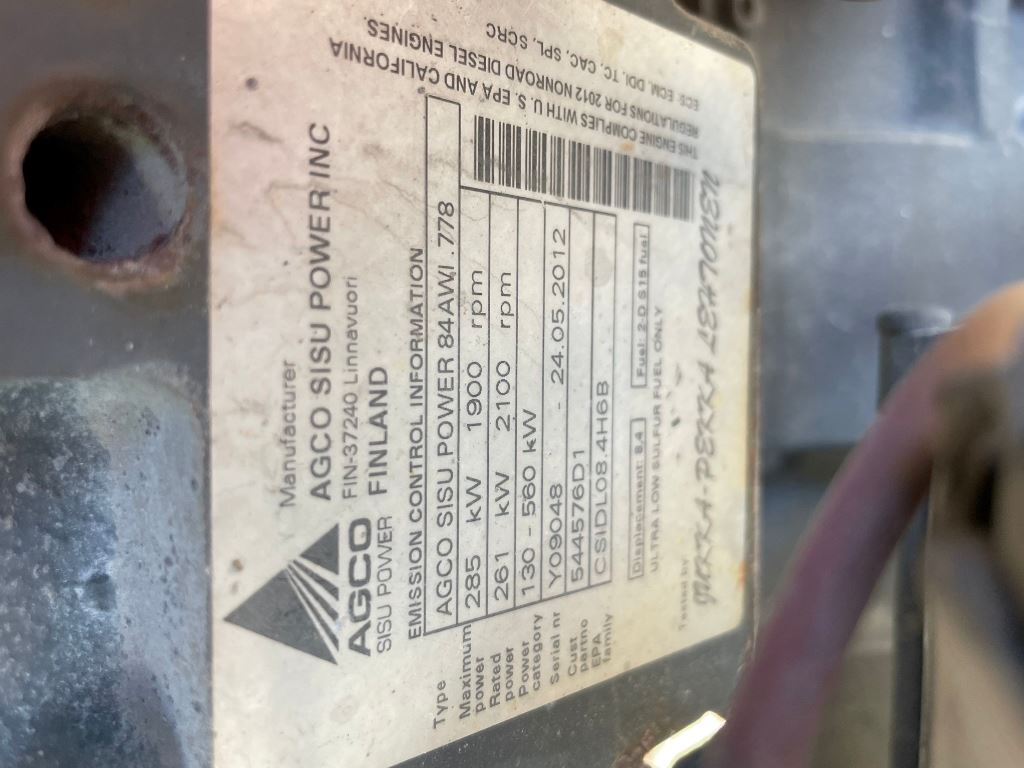 Manufacturer
AGCO SISU POWER INC
FIN-37240 Linnavuori
FINLAND
AGCO
SISU POWER
EMISSION CONTROL INFORMATION
Type AGCO SISU POWER 84AWI .778
Maximum power 285 kW 1900 rpm
Rated power 261 kW 2100 rpm
Power category 130 - 560 kW
Serial nr Y09048 - 24.05.2012
Cust partno 544576D1
EPA family CSIDL08.4H6B
Displacement: 8.4 Fuel: 2-D S15 fuel
ULTRA LOW SULFUR FUEL ONLY
Tested by
JUKKA-PEKKA LEHTONEN
THIS ENGINE COMPLIES WITH U.S. EPA AND CALIFORNIA
REGULATIONS FOR 2012 NONROAD DIESEL ENGINES.
ECS: ECM, DDI, TC, CAC, SPL, SCRC